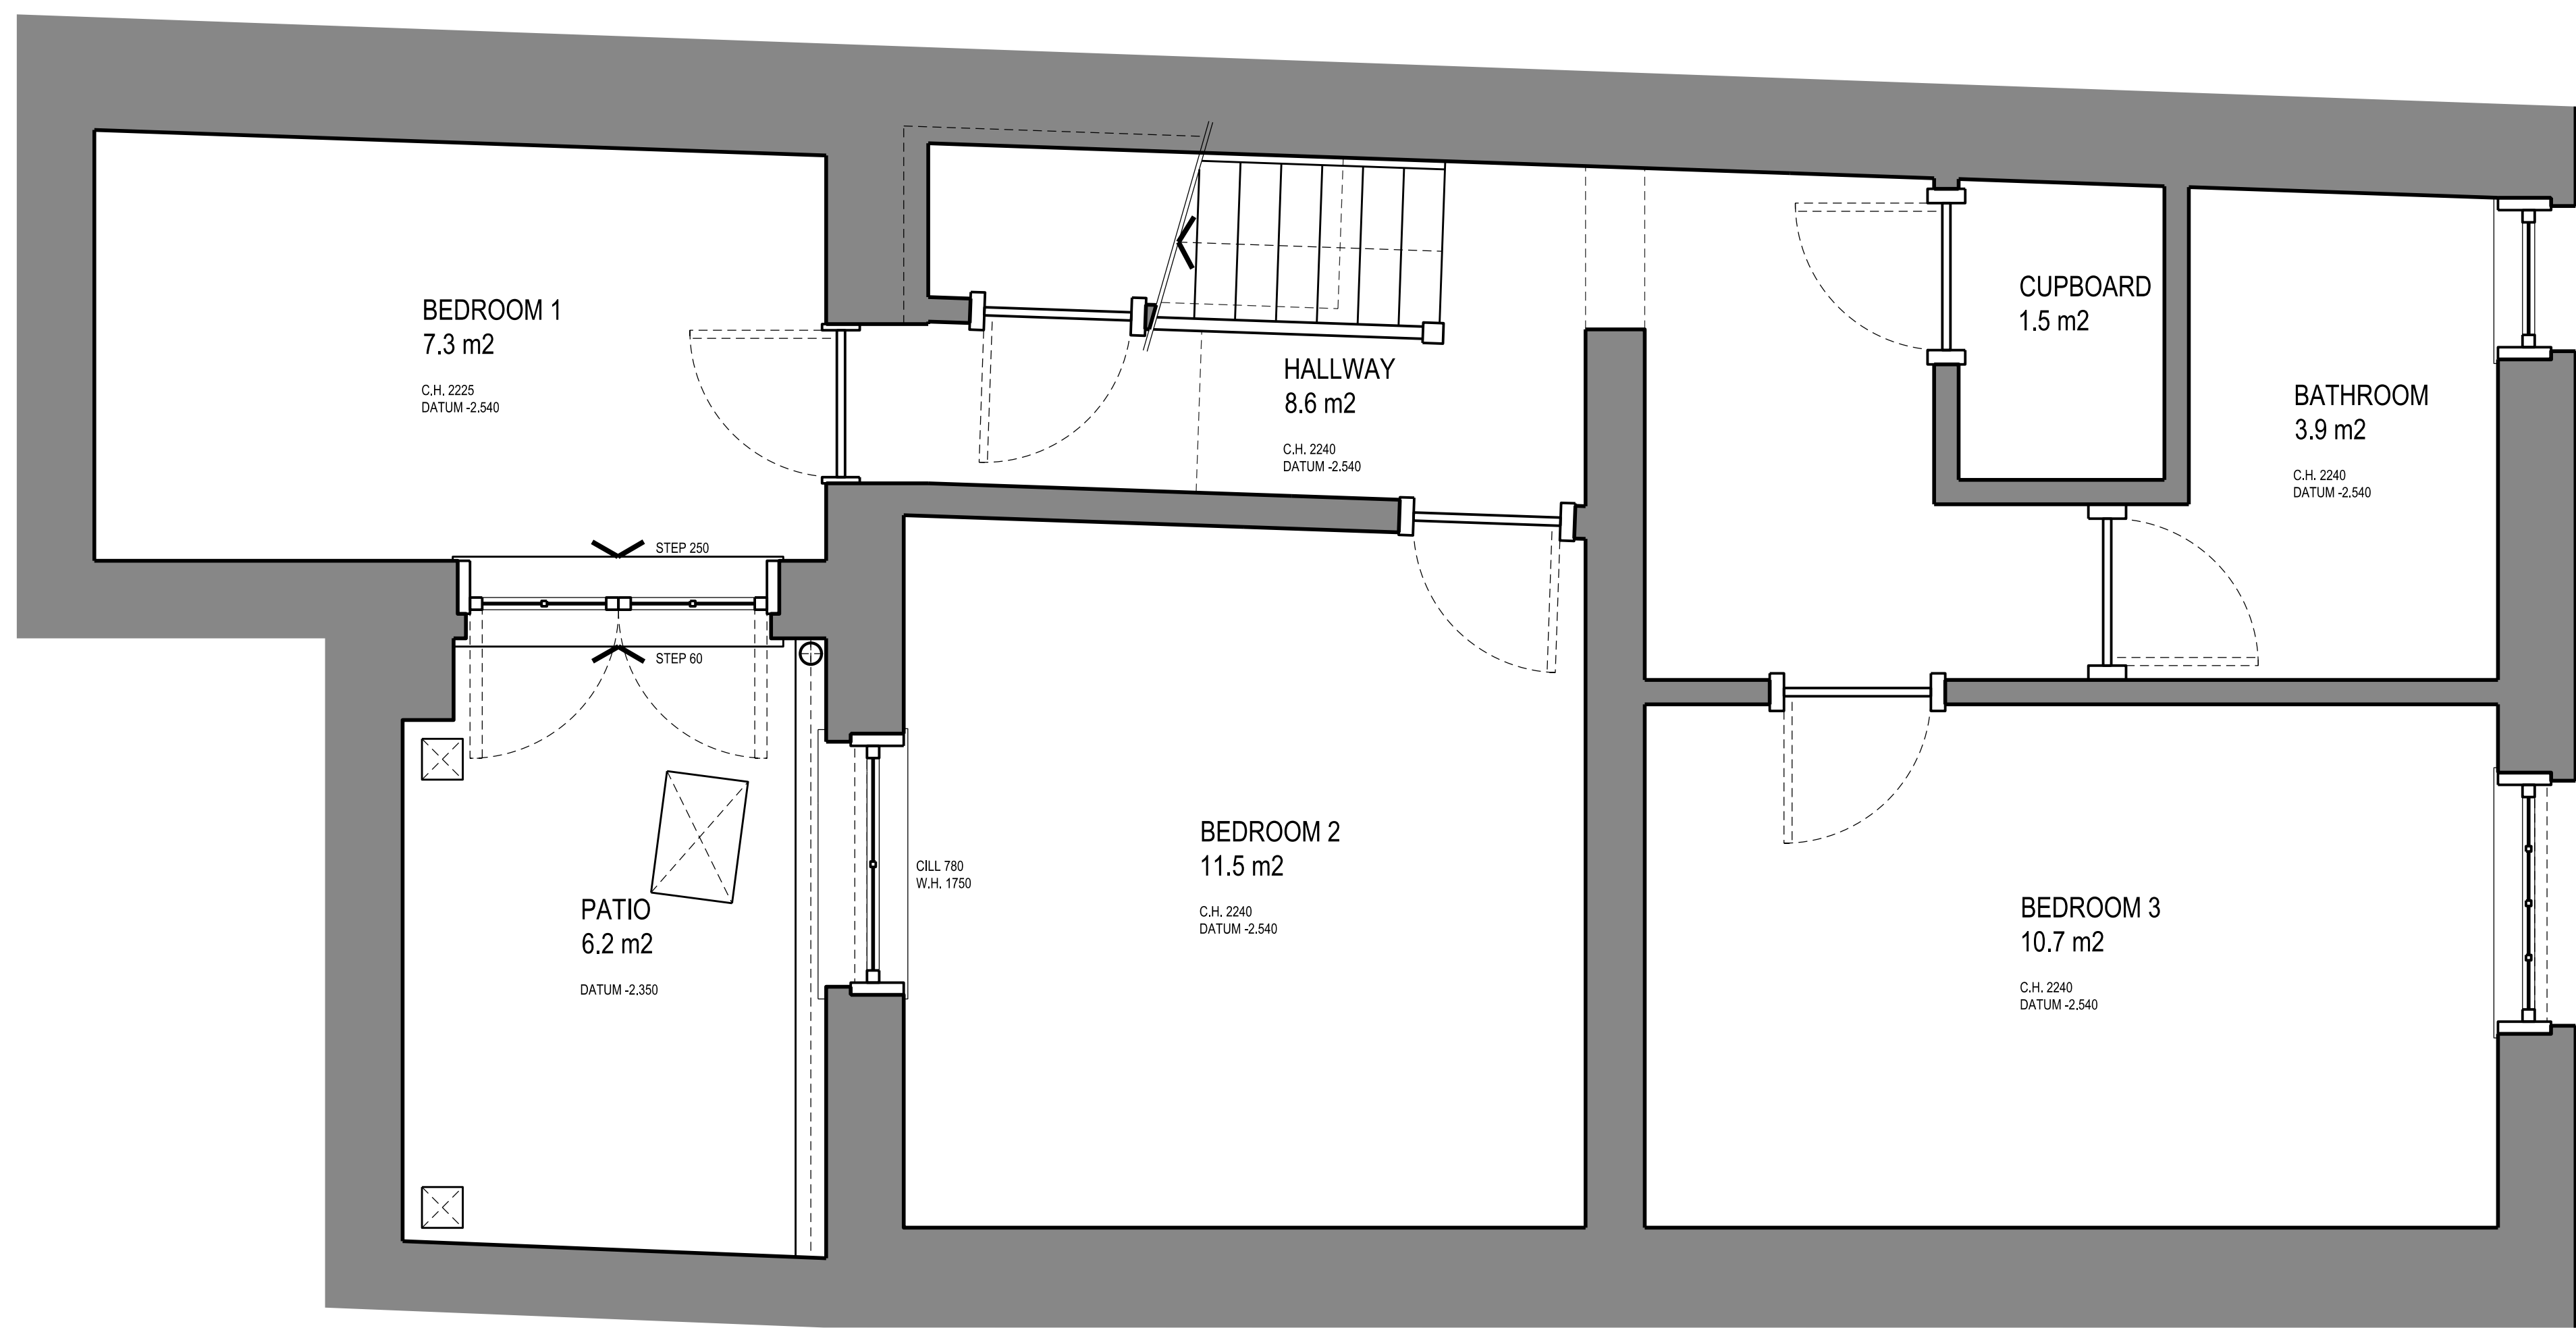 BEDROOM 1
7.3 m2
C.H. 2225
DATUM -2.540
STEP 250
STEP 60
HALLWAY
8.6 m2
C.H. 2240
DATUM -2.540
CUPBOARD
1.5 m2
BATHROOM
3.9 m2
C.H. 2240
DATUM -2.540
PATIO
6.2 m2
DATUM -2.350
CILL 780
W.H. 1750
BEDROOM 2
11.5 m2
C.H. 2240
DATUM -2.540
BEDROOM 3
10.7 m2
C.H. 2240
DATUM -2.540